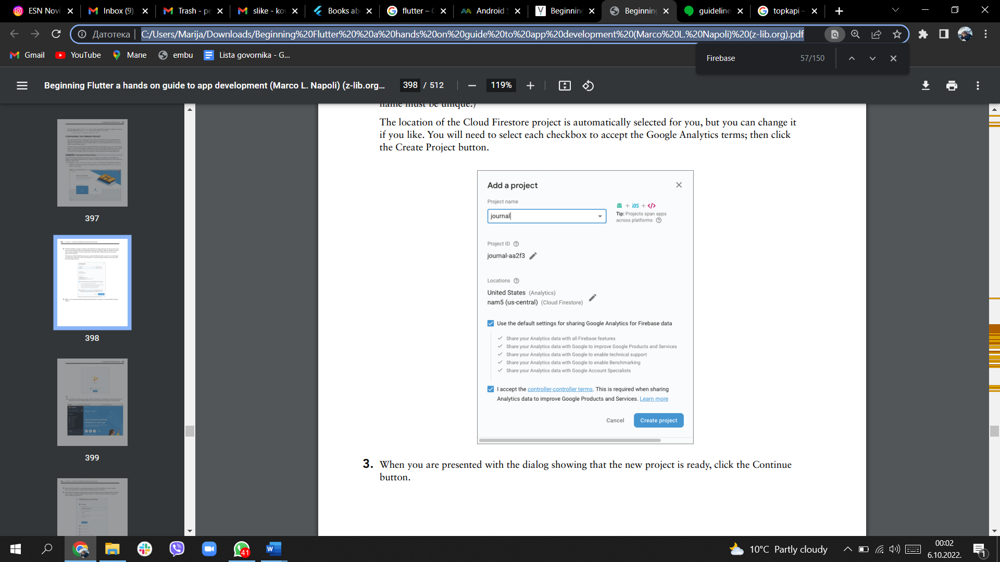 ESN Novi
Inbox (9)
Trash - pe
slike - kov
Books ab
flutter – G
Android S
Beginning
Beginning
guideline
topkapi -
Датотека
C:/Users/Marija/Downloads/Beginning%20Flutter%20%20a%20hands%20on%20guide%20to%20app%20development%20(Marco%20L.%20Napoli)%20(z-lib.org).pdf
Gmail
YouTube
Мапе
embu
Lista govornika - G...
Firebase
57/150
Beginning Flutter a hands on guide to app development (Marco L. Napoli) (z-lib.org...
398 / 512
119%
397
398
399
name must be unique.)
The location of the Cloud Firestore project is automatically selected for you, but you can change it
if you like. You will need to select each checkbox to accept the Google Analytics terms; then click
the Create Project button.
Add a project
Project name
journal
+ iOS + </>
Tip: Projects span apps
across platforms
Project ID
journal-aa2f3
Locations
United States (Analytics)
nam5 (us-central) (Cloud Firestore)
Use the default settings for sharing Google Analytics for Firebase data
Share your Analytics data with all Firebase features
Share your Analytics data with Google to improve Google Products and Services
Share your Analytics data with Google to enable technical support
Share your Analytics data with Google to enable Benchmarking
Share your Analytics data with Google Account Specialists
I accept the controller-controller terms. This is required when sharing
Analytics data to improve Google Products and Services. Learn more
Cancel
Create project
3. When you are presented with the dialog showing that the new project is ready, click the Continue
button.
41
10°C Partly cloudy
00:02
6.10.2022.
1